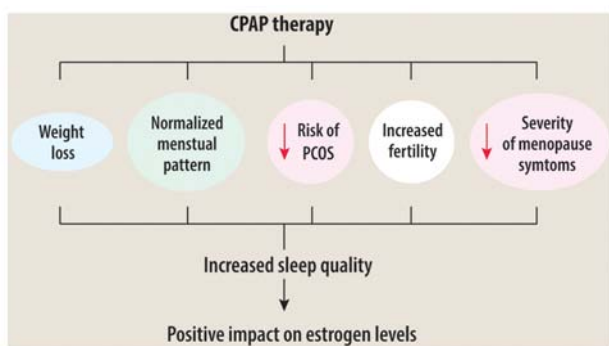 CPAP therapy
Weight
loss
Normalized
menstual
pattern
Risk of
PCOS
Increased
fertility
Severity
of menopause
symtoms
Increased sleep quality
Positive impact on estrogen levels